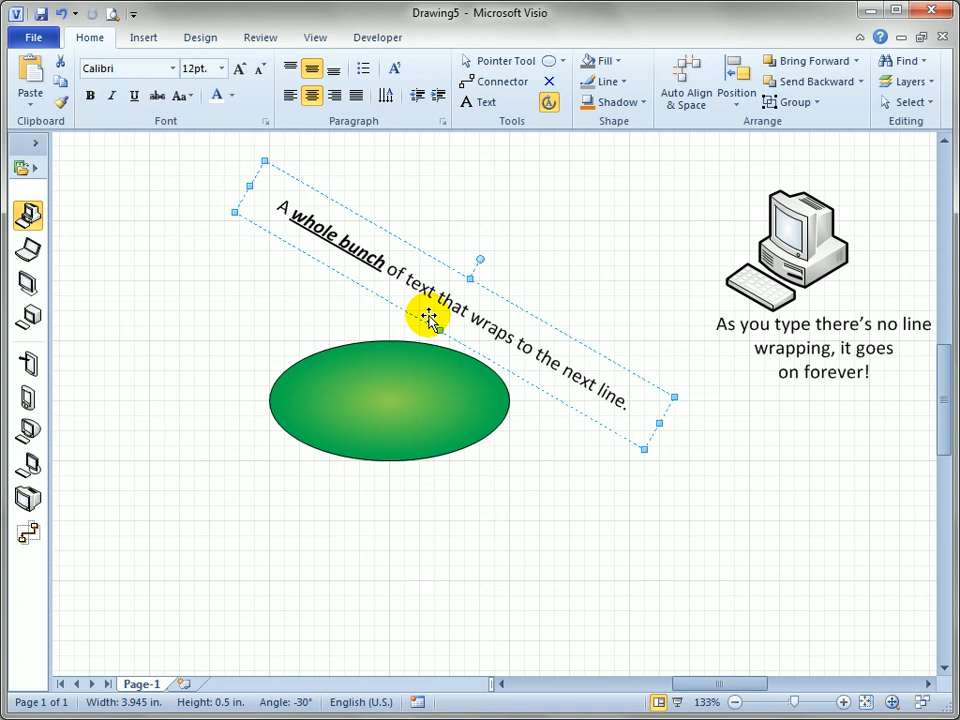 Drawing5 - Microsoft Visio
File Home Insert Design Review View Developer
Paste
Clipboard
Calibri 12pt.
B I U abc Aa A
Font
Paragraph
Pointer Tool
Connector
A Text
Tools
Fill
Line
Shadow
Shape
Auto Align & Space
Position
Bring Forward
Send Backward
Group
Arrange
Find
Layers
Select
Editing
A whole bunch of text that wraps to the next line.
As you type there's no line
wrapping, it goes
on forever!
Page-1
Page 1 of 1 Width: 3.945 in. Height: 0.5 in. Angle: -30° English (U.S.) 133%